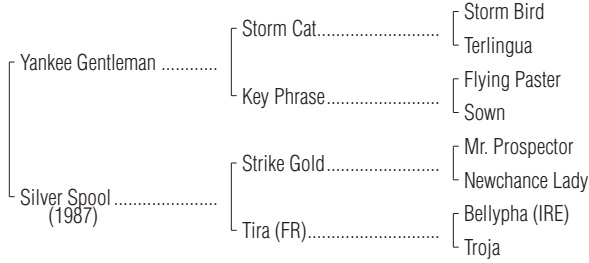 Storm Bird
Storm Cat..............................
Terlingua
Yankee Gentleman ............
Flying Paster
Key Phrase............................
Sown
Mr. Prospector
Strike Gold............................
Newchance Lady
Silver Spool ........................
(1987)
Bellypha (IRE)
Tira (FR).................................
Troja